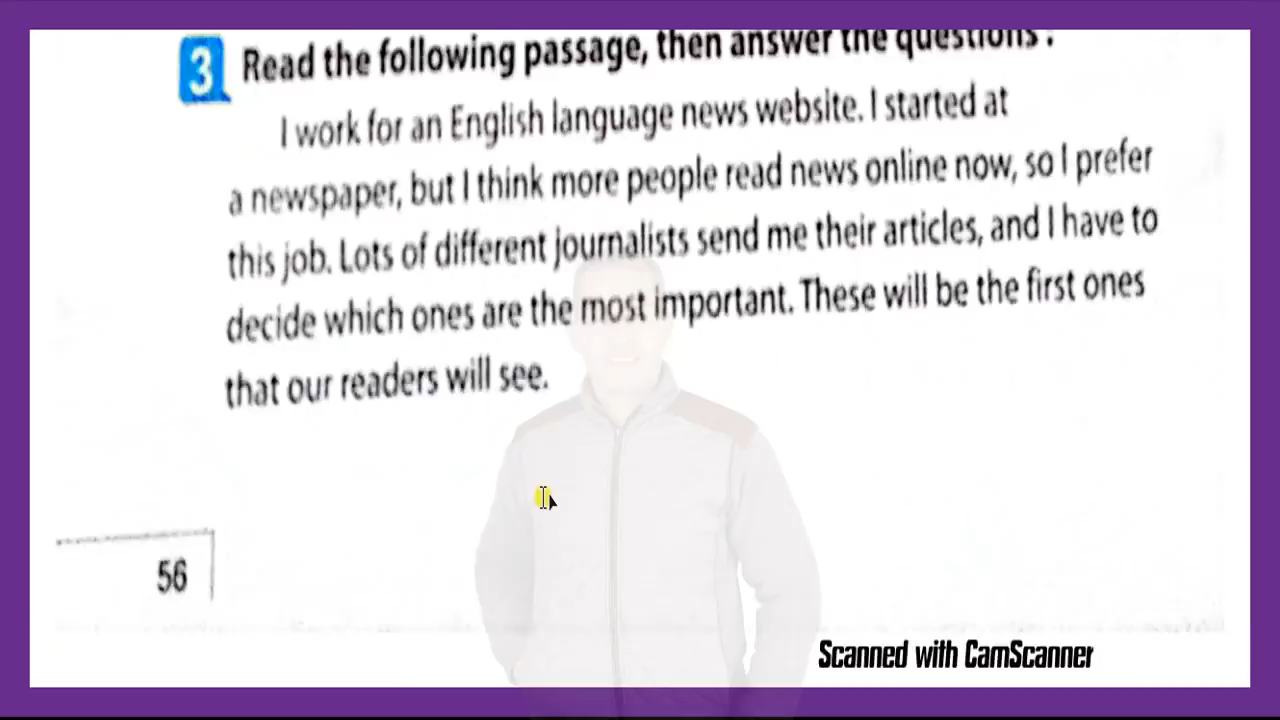 3 Read the following passage, then answer the questions :
I work for an English language news website. I started at
a newspaper, but I think more people read news online now, so I prefer
this job. Lots of different journalists send me their articles, and I have to
decide which ones are the most important. These will be the first ones
that our readers will see.
56
Scanned with CamScanner